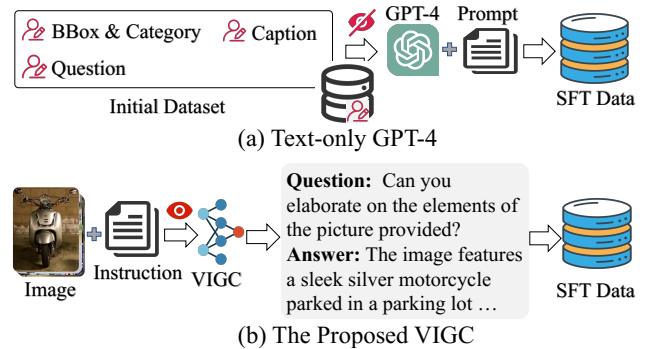 BBox & Category
Caption
Question
Initial Dataset
GPT-4
Prompt
SFT Data
(a) Text-only GPT-4
Image
Instruction
VIGC
Question: Can you
elaborate on the elements of
the picture provided?
Answer: The image features
a sleek silver motorcycle
parked in a parking lot …
SFT Data
(b) The Proposed VIGC